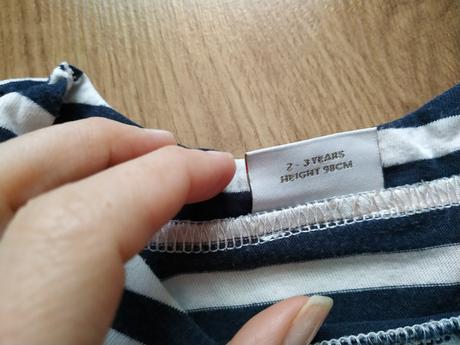 2 - 3 YEARS
HEIGHT 98CM